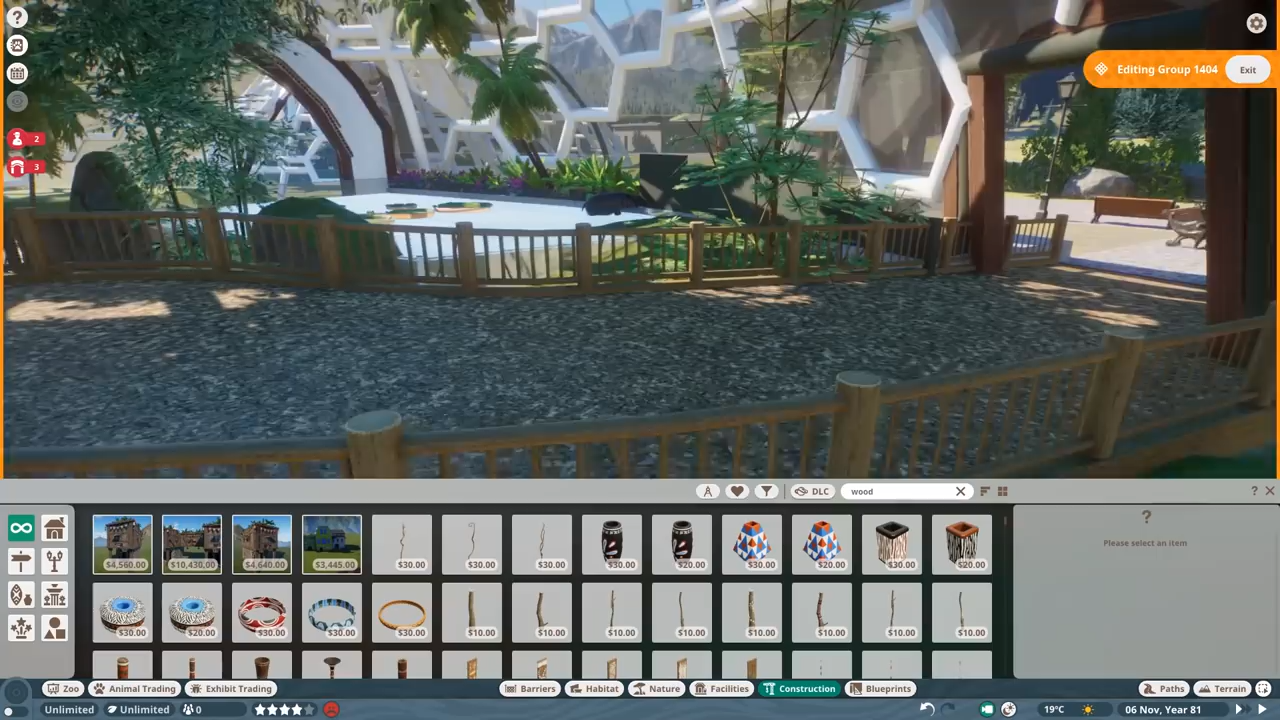 ?
Editing Group 1404
Exit
2
3
DLC
wood
?
$4,560.00
$10,430.00
$4,640.00
$3,445.00
$30.00
$30.00
$30.00
$30.00
$20.00
$30.00
$20.00
$30.00
$20.00
?
Please select an item
$30.00
$20.00
$30.00
$30.00
$30.00
$10.00
$10.00
$10.00
$10.00
$10.00
$10.00
$10.00
$10.00
Zoo
Animal Trading
Exhibit Trading
Barriers
Habitat
Nature
Facilities
Construction
Blueprints
Paths
Terrain
Unlimited
Unlimited
0
19°C
06 Nov, Year 81